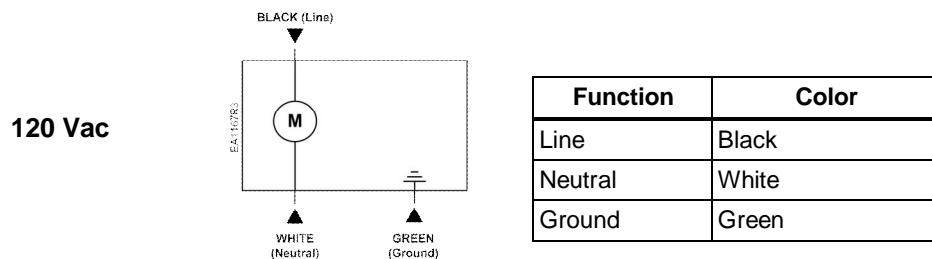 BLACK (Line)
120 Vac
EA1167R3
M
WHITE
(Neutral)
GREEN
(Ground)
Function Color
Line Black
Neutral White
Ground Green